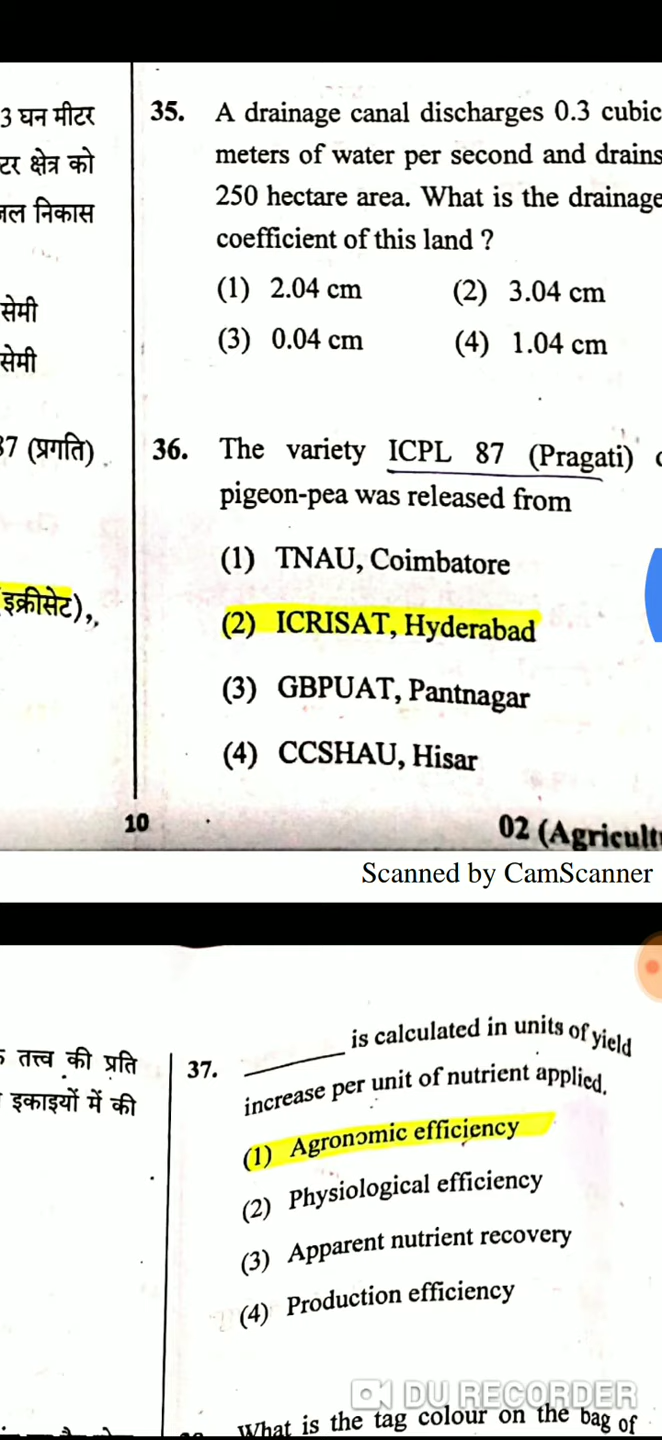 3 घन मीटर
टर क्षेत्र को
जल निकास
सेमी
सेमी
37 (प्रगति)
इक्रीसेट),
35. A drainage canal discharges 0.3 cubic
meters of water per second and drains
250 hectare area. What is the drainage
coefficient of this land ?
(1) 2.04 cm (2) 3.04 cm
(3) 0.04 cm (4) 1.04 cm
36. The variety ICPL 87 (Pragati)
pigeon-pea was released from
(1) TNAU, Coimbatore
(2) ICRISAT, Hyderabad
(3) GBPUAT, Pantnagar
(4) CCSHAU, Hisar
10 02 (Agricultu
Scanned by CamScanner
तत्त्व की प्रति
इकाइयों में की
37. ________ is calculated in units of yield
increase per unit of nutrient applied.
(1) Agronomic efficiency
(2) Physiological efficiency
(3) Apparent nutrient recovery
(4) Production efficiency
DU RECORDER
What is the tag colour on the bag of